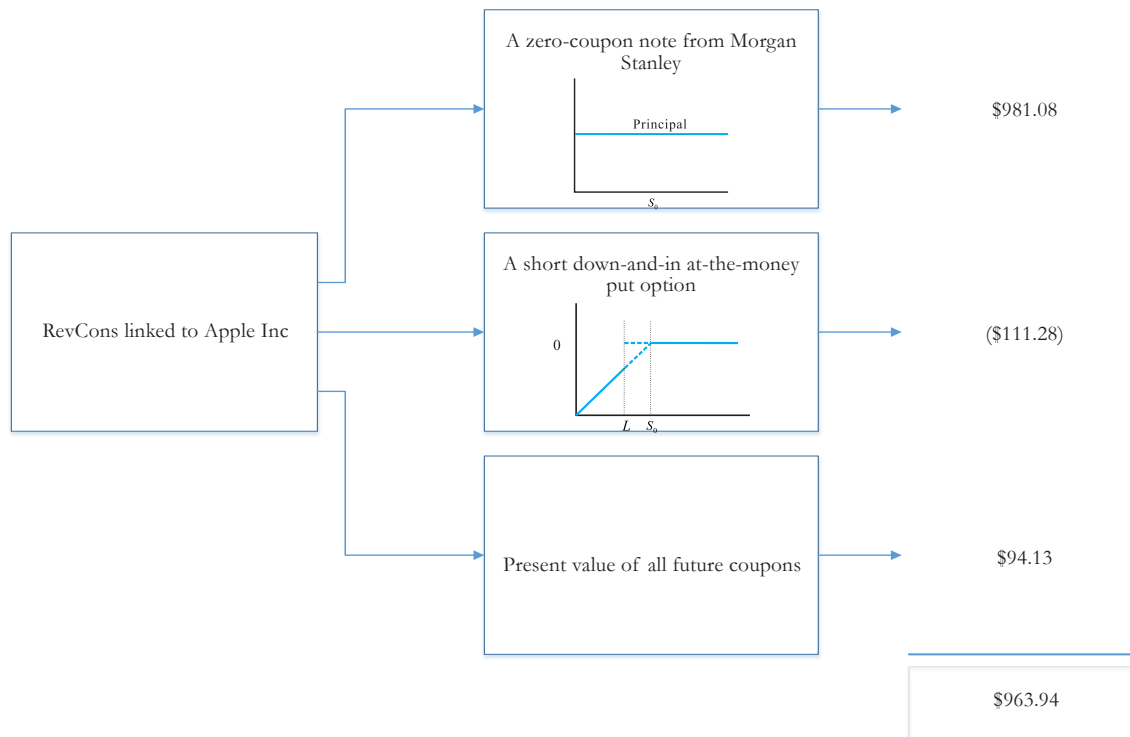 A zero-coupon note from Morgan
Stanley
Principal
S₀
$981.08
RevCons linked to Apple Inc
A short down-and-in at-the-money
put option
0
L S₀
($111.28)
Present value of all future coupons
$94.13
$963.94